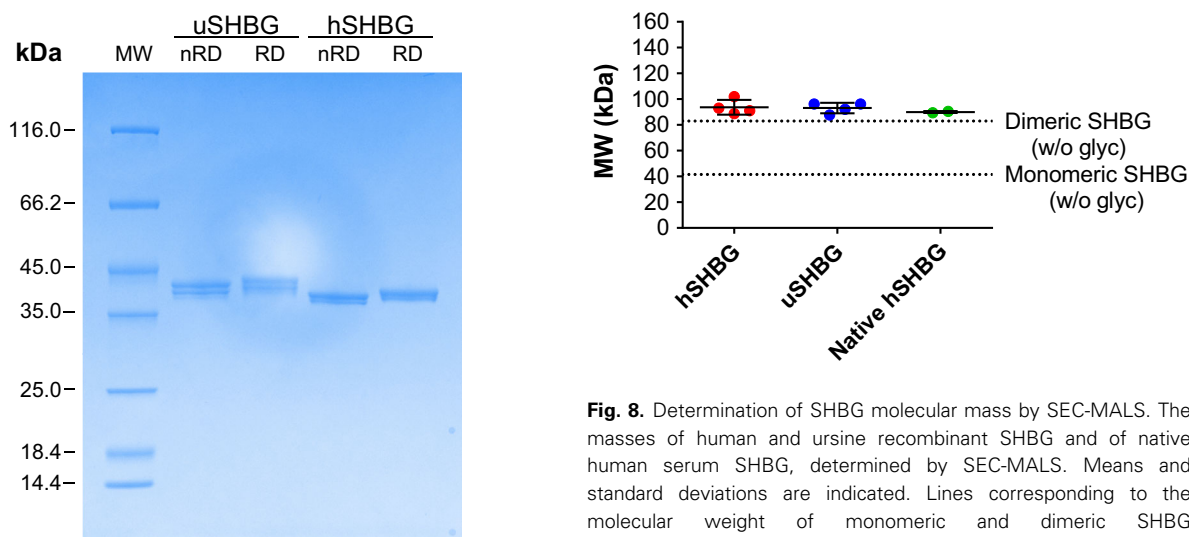 uSHBG hSHBG
kDa MW nRD RD nRD RD
116.0
66.2
45.0
35.0
25.0
18.4
14.4
MW (kDa)
160
140
120
100
80
60
40
20
0
Dimeric SHBG
(w/o glyc)
Monomeric SHBG
(w/o glyc)
hSHBG
uSHBG
Native hSHBG
Fig. 8. Determination of SHBG molecular mass by SEC-MALS. The
masses of human and ursine recombinant SHBG and of native
human serum SHBG, determined by SEC-MALS. Means and
standard deviations are indicated. Lines corresponding to the
molecular weight of monomeric and dimeric SHBG